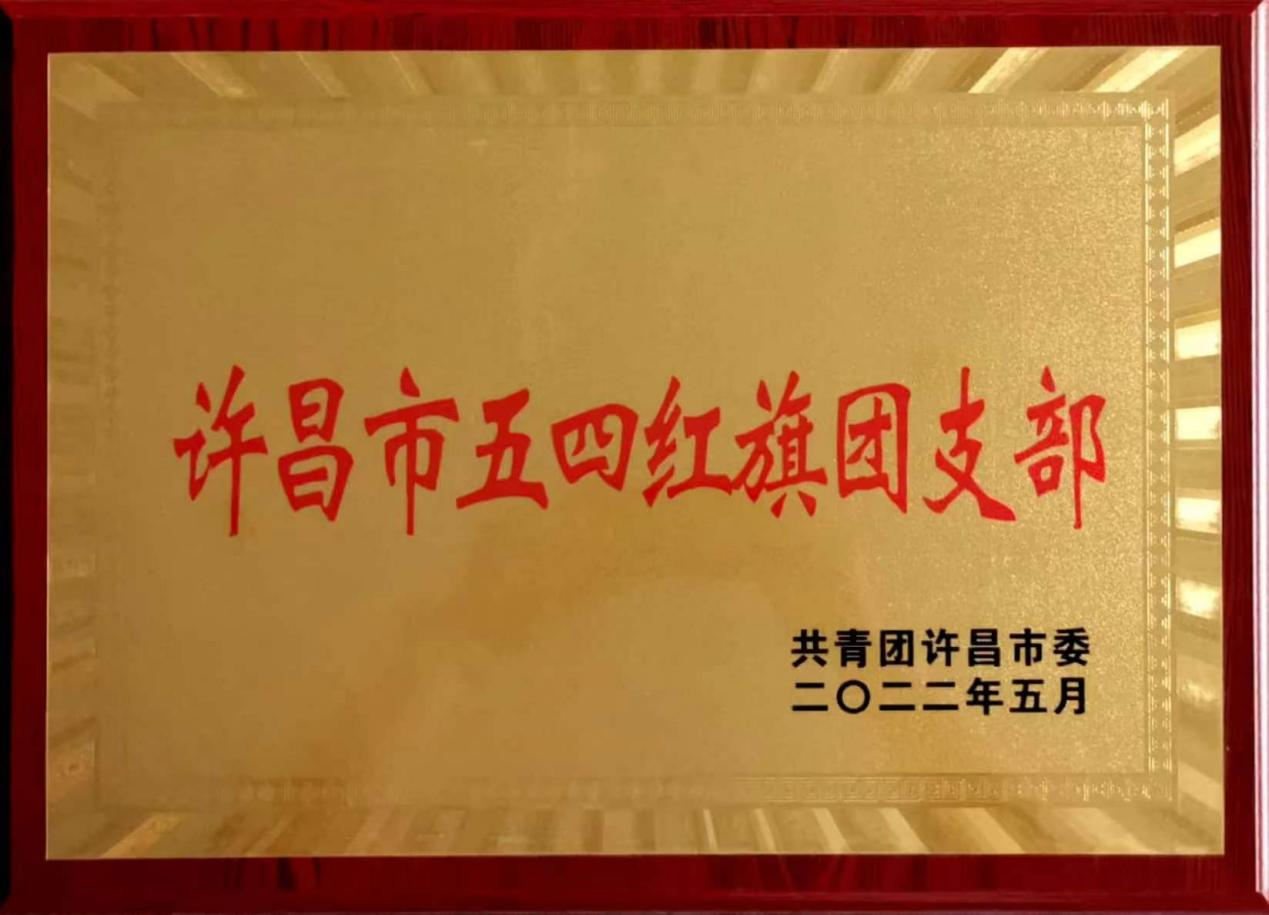 许昌市五四红旗团支部
共青团许昌市委
二〇二二年五月